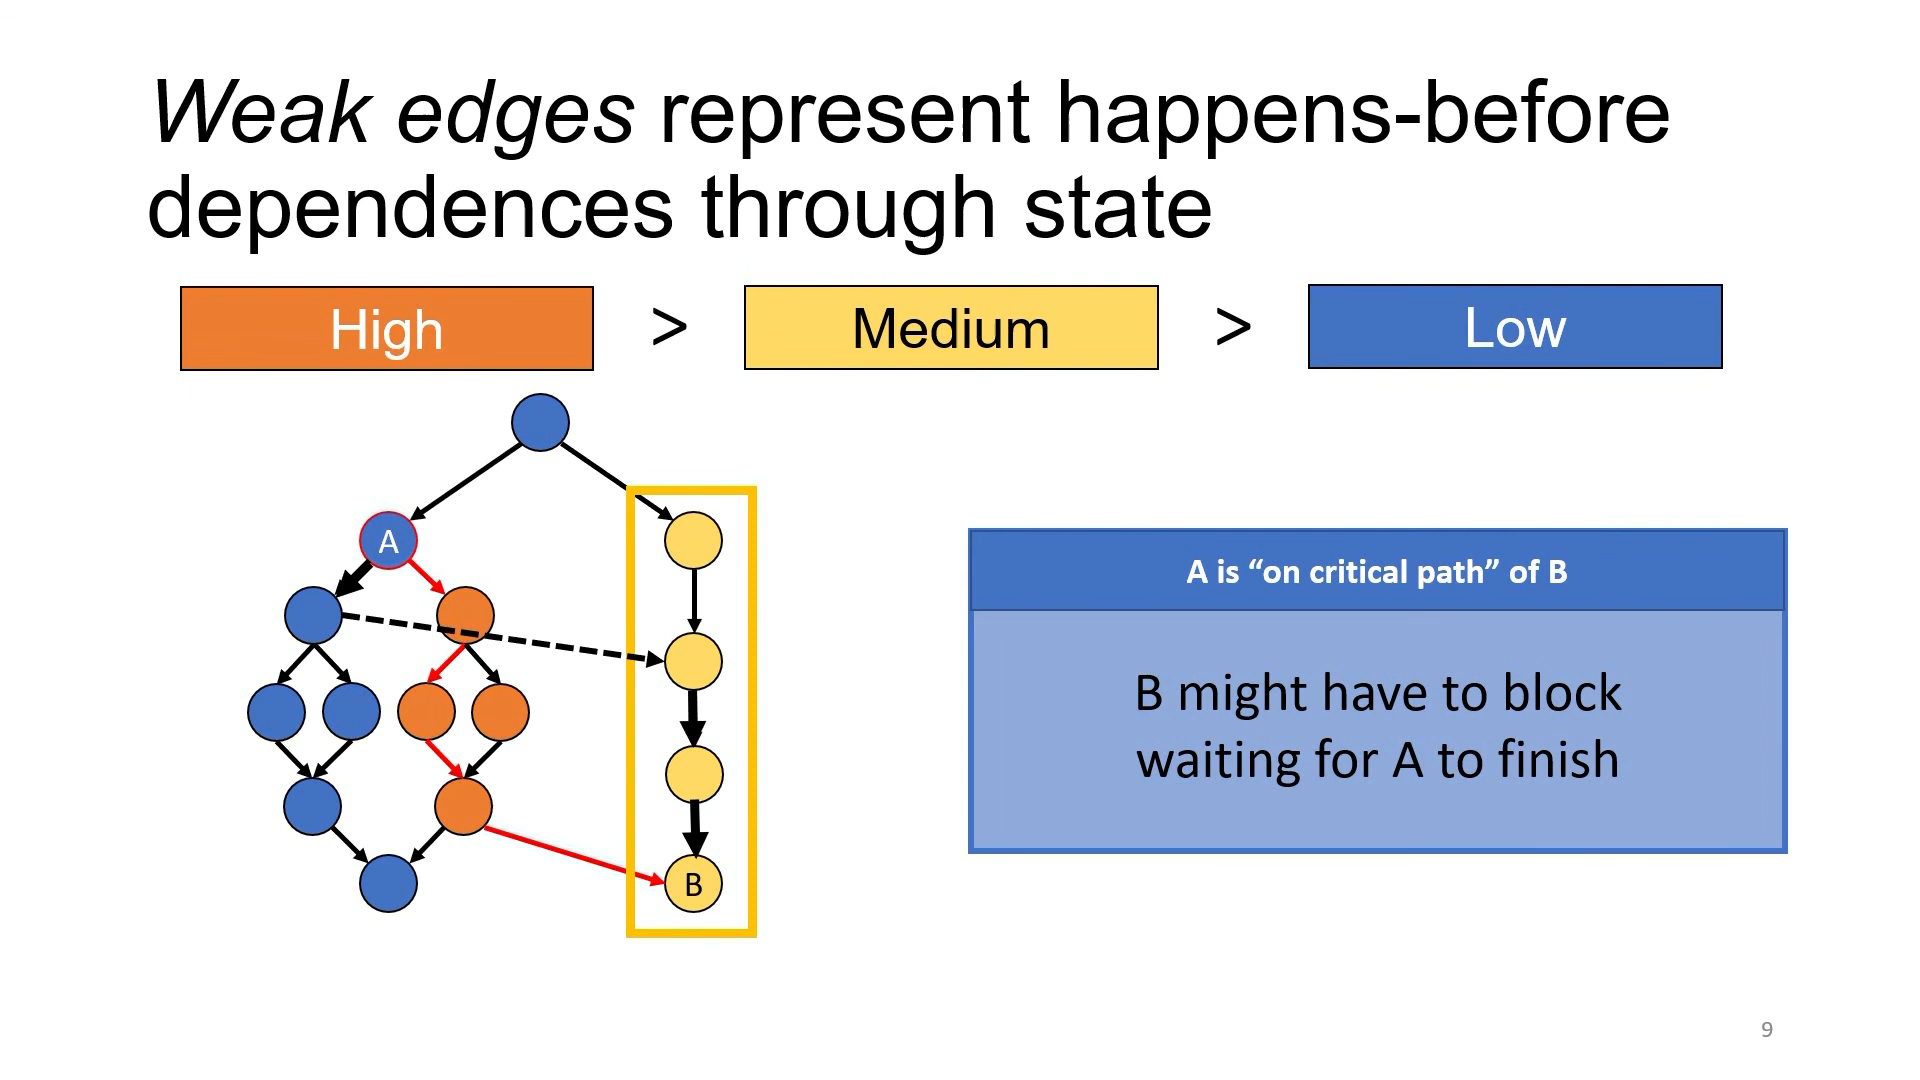 Weak edges represent happens-before
dependences through state
High > Medium > Low
A
B
A is “on critical path” of B
B might have to block
waiting for A to finish
9